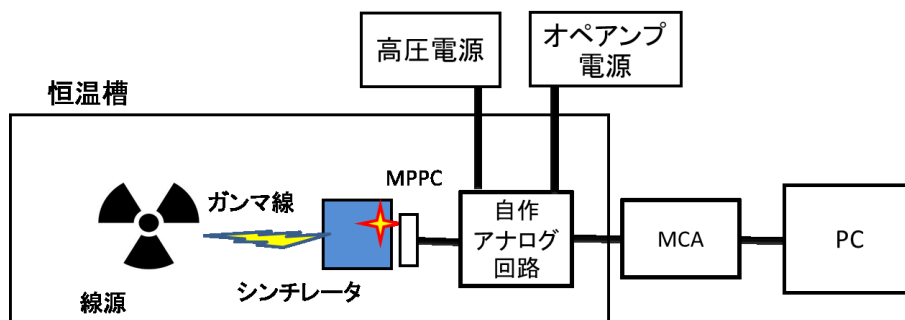 高圧電源
オペアンプ
電源
恒温槽
MPPC
ガンマ線
自作
アナログ
回路
MCA
PC
シンチレータ
線源